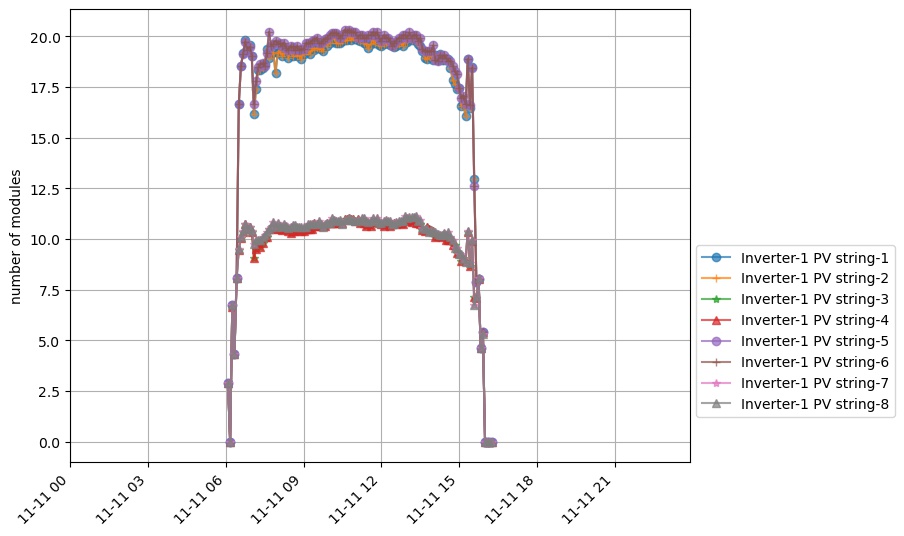 20.0
17.5
15.0
12.5
10.0
7.5
5.0
2.5
0.0
number of modules
11-11 00
11-11 03
11-11 06
11-11 09
11-11 12
11-11 15
11-11 18
11-11 21
Inverter-1 PV string-1
Inverter-1 PV string-2
Inverter-1 PV string-3
Inverter-1 PV string-4
Inverter-1 PV string-5
Inverter-1 PV string-6
Inverter-1 PV string-7
Inverter-1 PV string-8